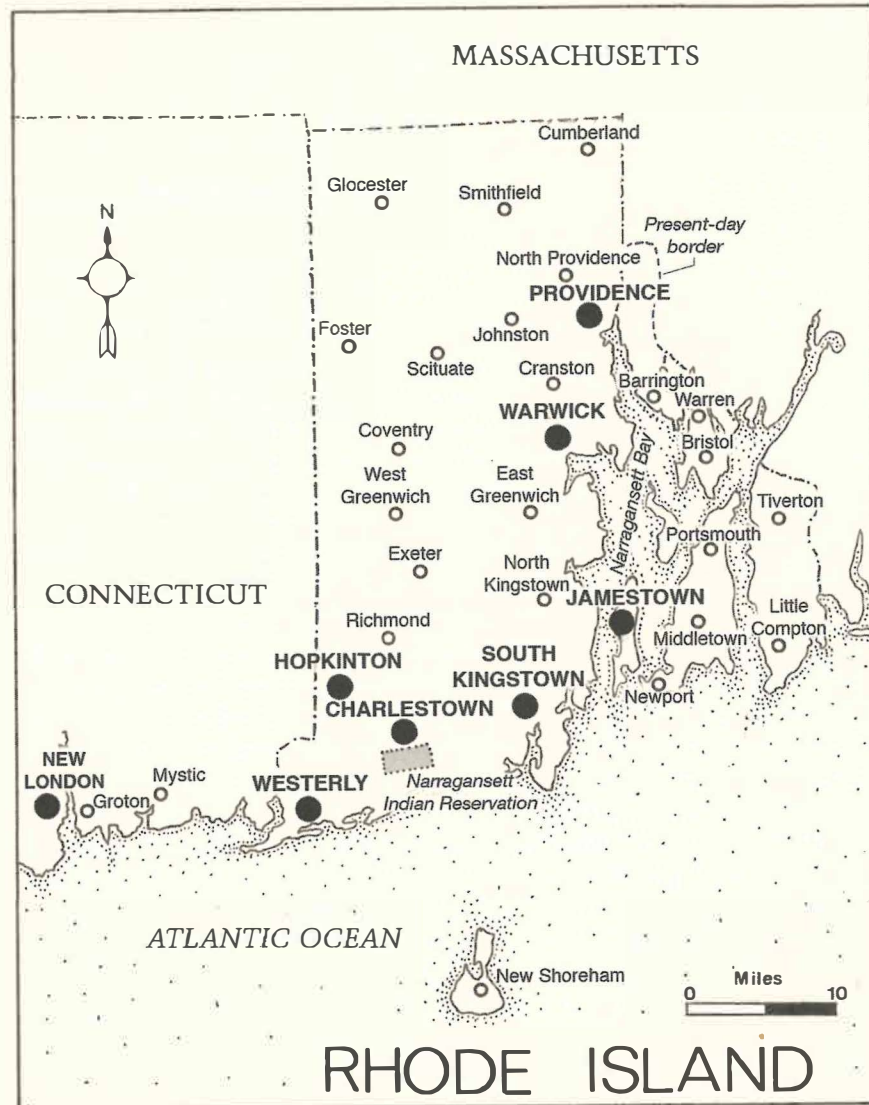 MASSACHUSETTS
Cumberland
Glocester
Smithfield
N
Present-day
border
North Providence
PROVIDENCE
Foster
Johnston
Scituate
Cranston
Barrington
Warren
WARWICK
Coventry
Bristol
West
Greenwich
East
Greenwich
Narragansett Bay
Tiverton
Portsmouth
Exeter
North
Kingstown
CONNECTICUT
JAMESTOWN
Richmond
Middletown
Little
Compton
HOPKINTON
SOUTH
KINGSTOWN
Newport
CHARLESTOWN
NEW
LONDON
Mystic
Groton
WESTERLY
Narragansett
Indian Reservation
ATLANTIC OCEAN
New Shoreham
Miles
0 10
RHODE ISLAND